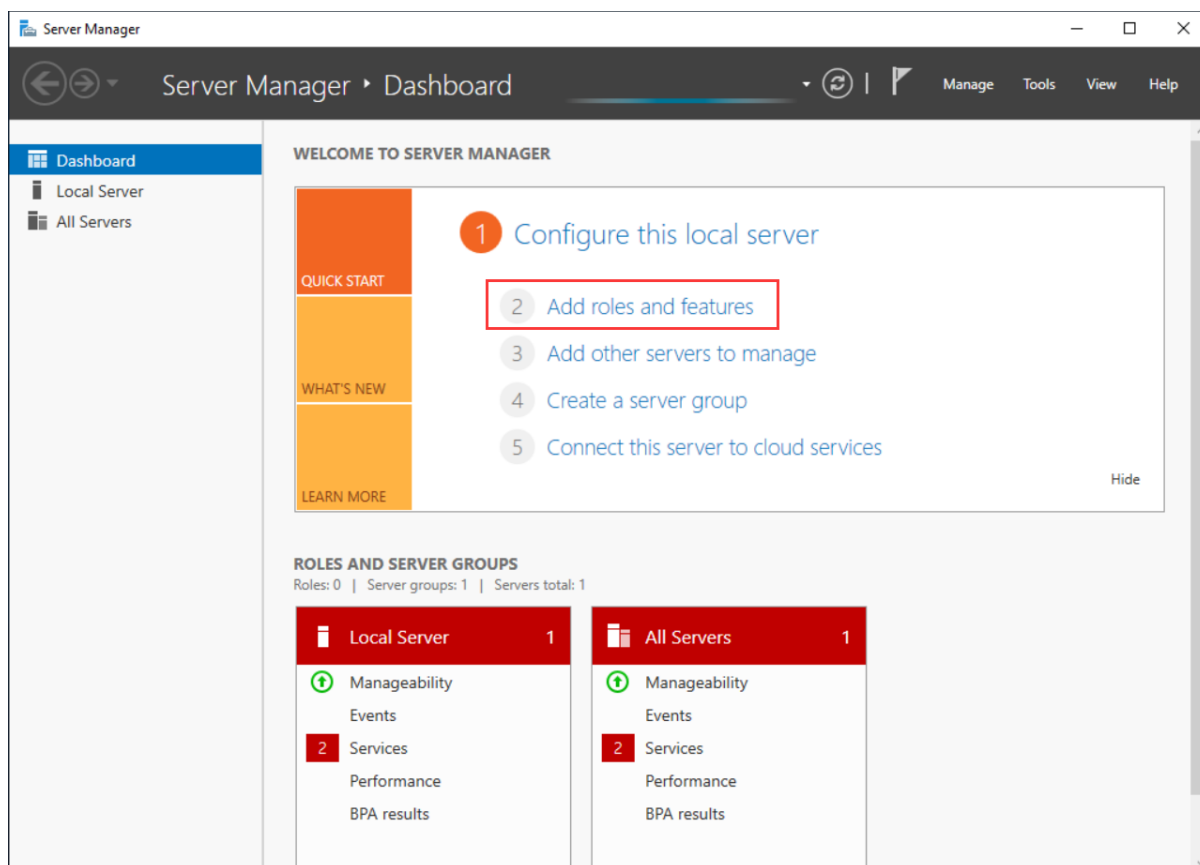 Server Manager
Server Manager ‣ Dashboard
Manage Tools View Help
Dashboard
Local Server
All Servers
WELCOME TO SERVER MANAGER
QUICK START
WHAT'S NEW
LEARN MORE
1 Configure this local server
2 Add roles and features
3 Add other servers to manage
4 Create a server group
5 Connect this server to cloud services
Hide
ROLES AND SERVER GROUPS
Roles: 0 | Server groups: 1 | Servers total: 1
Local Server 1
Manageability
Events
2 Services
Performance
BPA results
All Servers 1
Manageability
Events
2 Services
Performance
BPA results